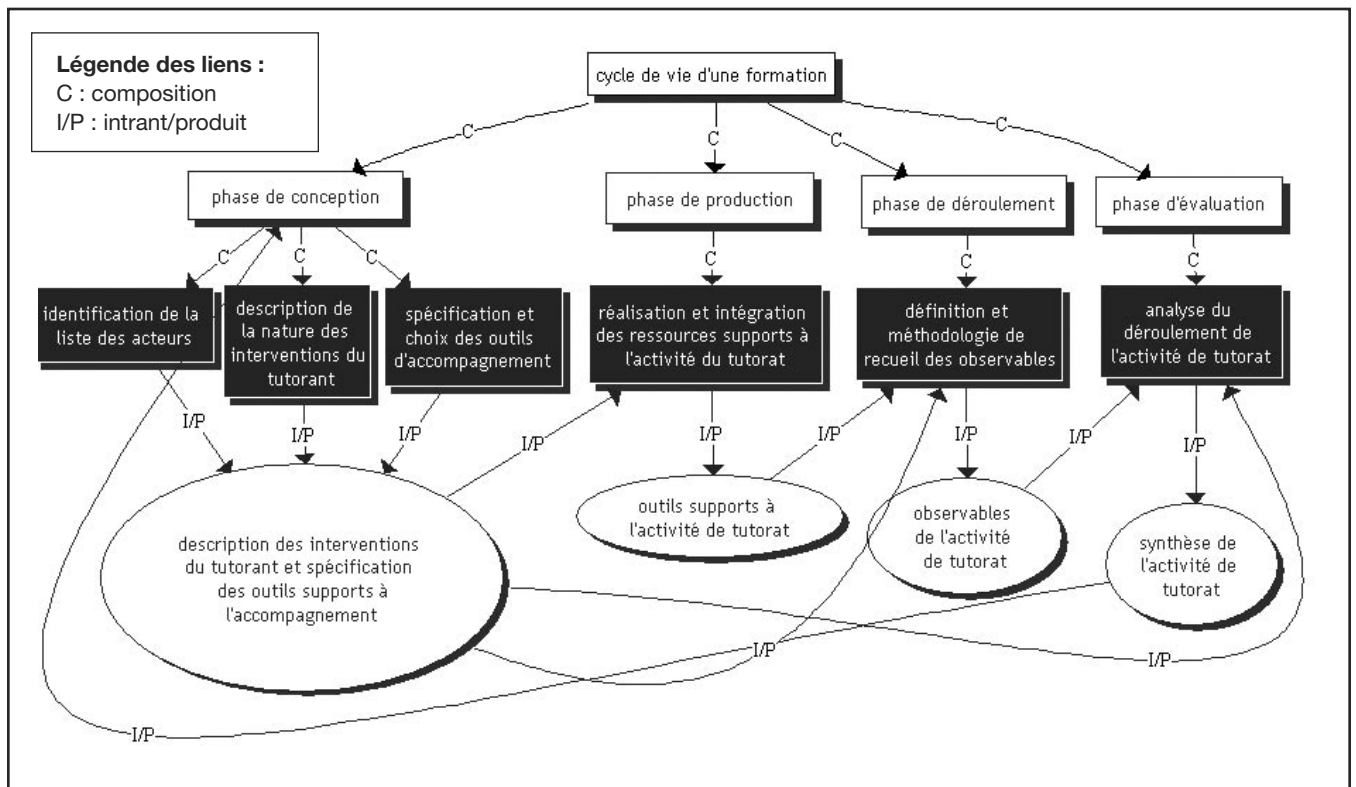 Légende des liens :
C : composition
I/P : intrant/produit
cycle de vie d'une formation
C
C
C
C
phase de conception
phase de production
phase de déroulement
phase d'évaluation
C
C
C
C
C
C
identification de la
liste des acteurs
description de
la nature des
interventions du
tutorant
spécification et
choix des outils
d'accompagnement
réalisation et intégration
des ressources supports à
l'activité du tutorat
définition et
méthodologie de
recueil des observables
analyse du
déroulement de
l'activité de tutorat
I/P
I/P
I/P
I/P
I/P
I/P
I/P
I/P
I/P
description des interventions
du tutorant et spécification
des outils supports à
l'accompagnement
outils supports à
l'activité de tutorat
observables
de l'activité
de tutorat
synthèse de
l'activité de
tutorat
I/P
I/P
I/P